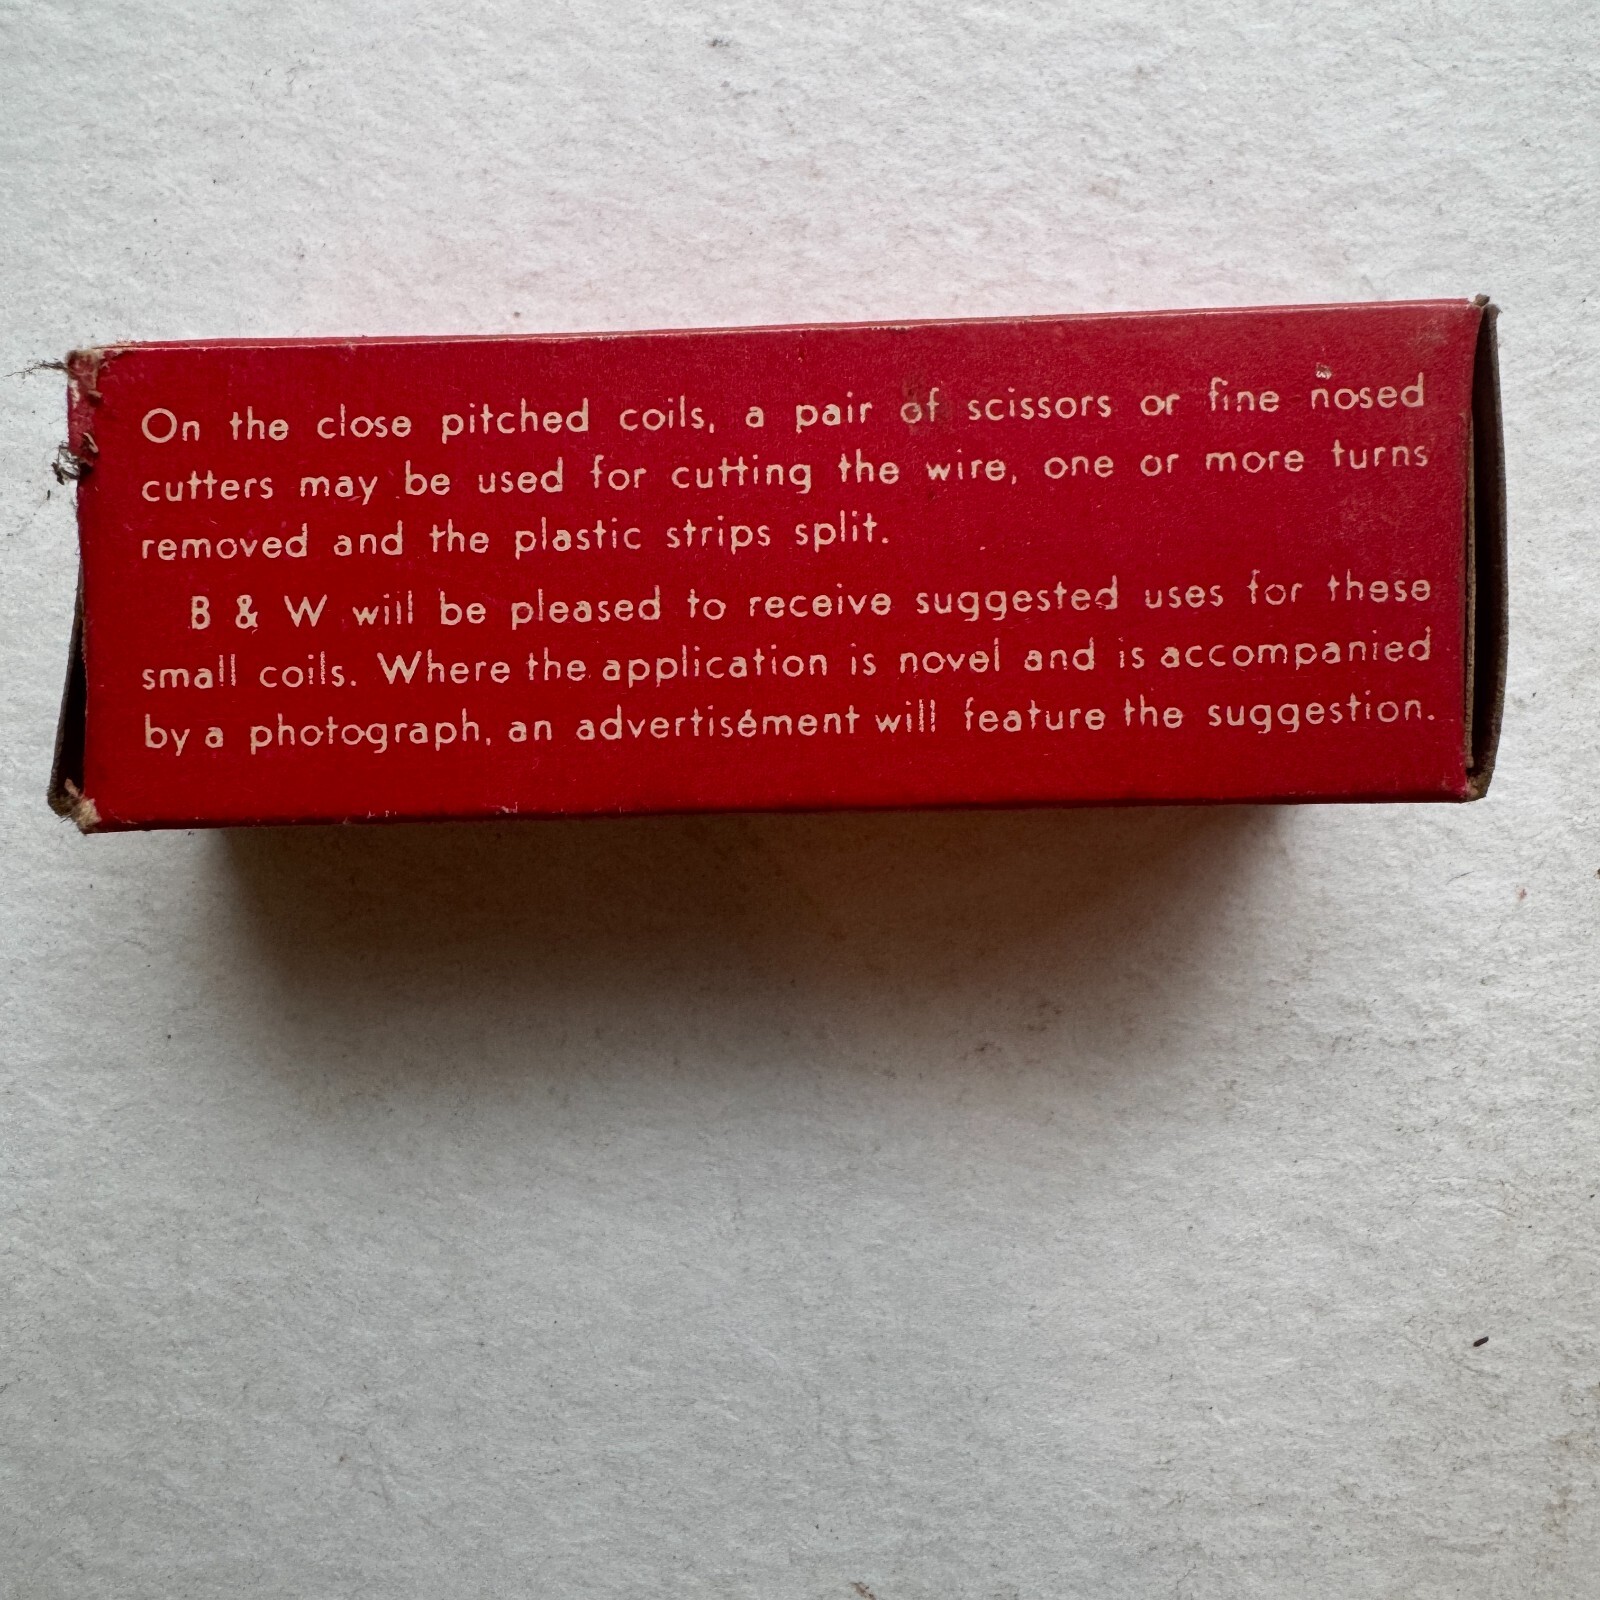 On the close pitched coils, a pair of scissors or fine nosed
cutters may be used for cutting the wire, one or more turns
removed and the plastic strips split.
B & W will be pleased to receive suggested uses for these
small coils. Where the application is novel and is accompanied
by a photograph, an advertisement will feature the suggestion.